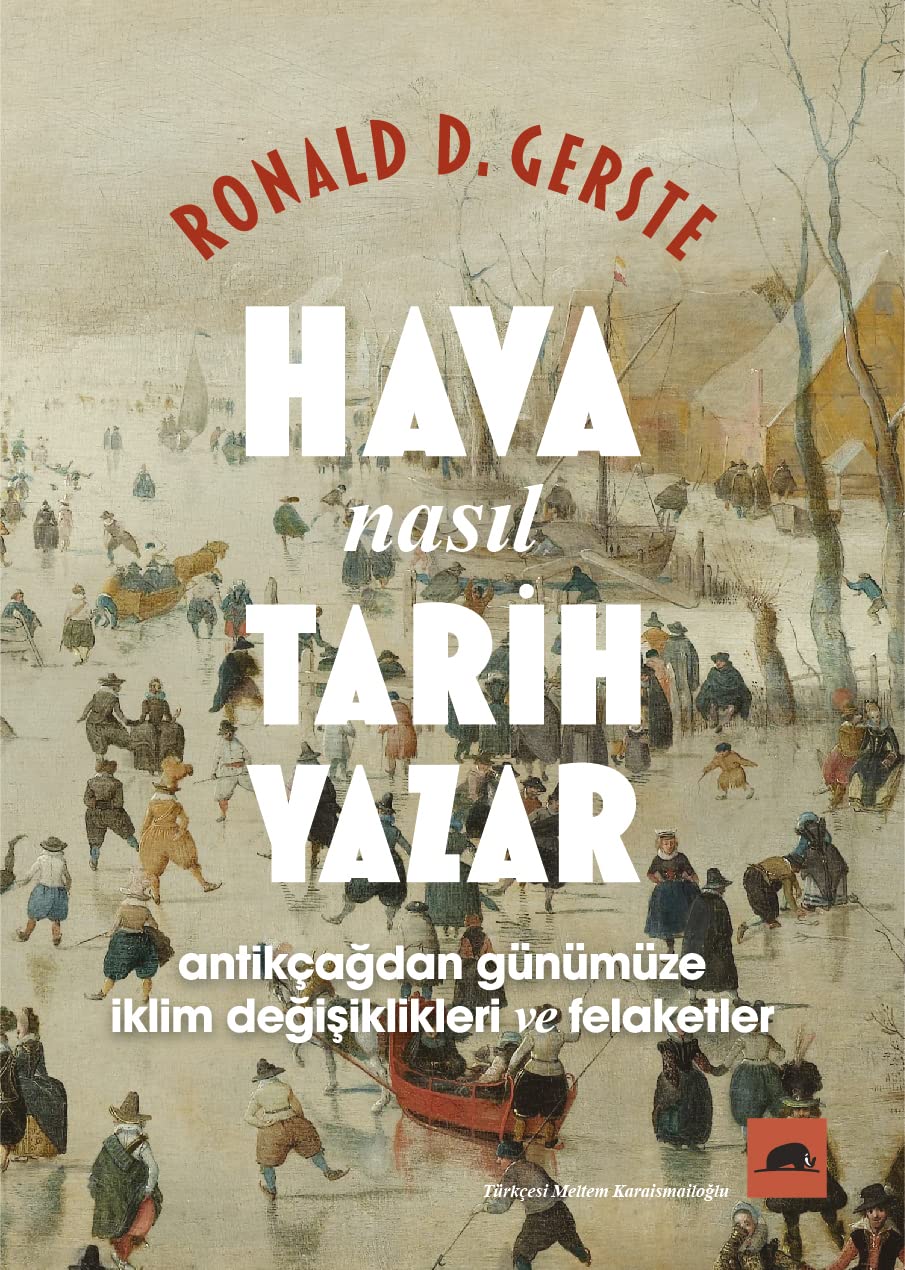 RONALD D. GERSTE
HAVA
nasıl
TARİH
YAZAR
antikçağdan günümüze
iklim değişiklikleri ve felaketler
Türkçesi Meltem Karaismailoğlu